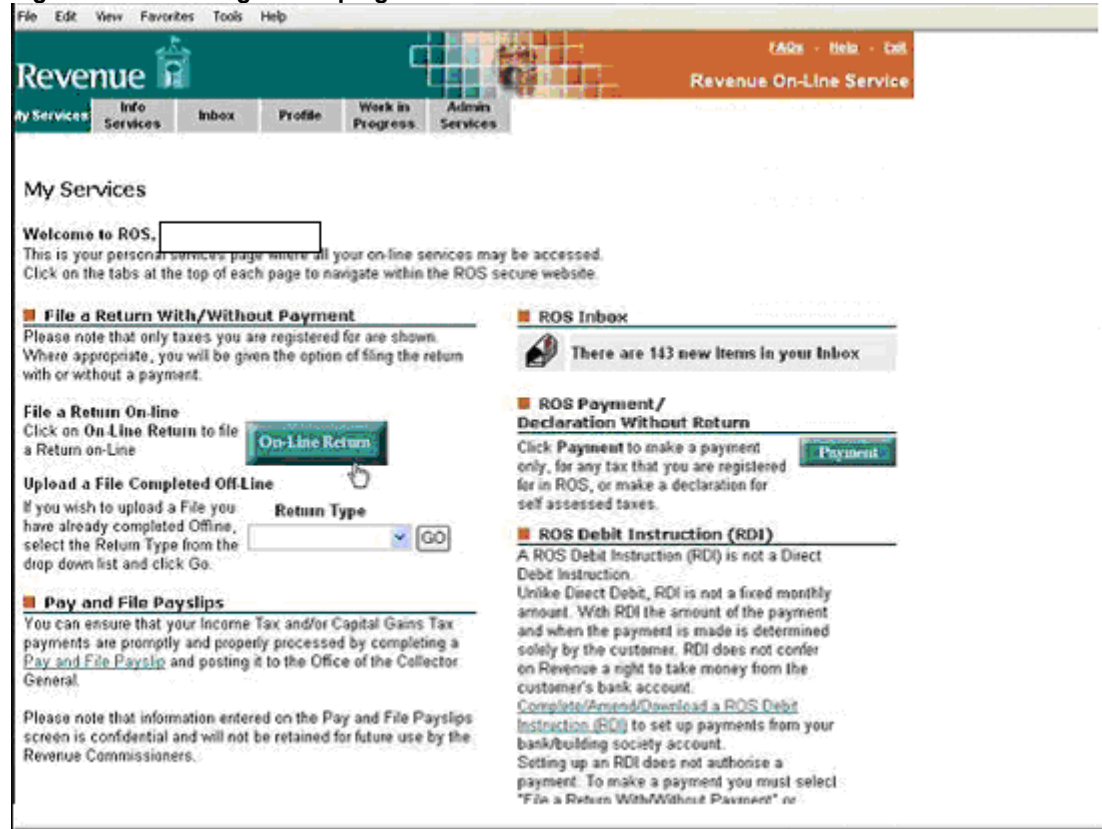 File Edit View Favorites Tools Help
FAQs - Help - Exit
Revenue
Revenue On-Line Service
My Services
Info Services
Inbox
Profile
Work in Progress
Admin Services
My Services
Welcome to ROS,
This is your personal services page where all your on-line services may be accessed.
Click on the tabs at the top of each page to navigate within the ROS secure website.
File a Return With/Without Payment
Please note that only taxes you are registered for are shown.
Where appropriate, you will be given the option of filing the return
with or without a payment.
File a Return On-line
Click on On-Line Return to file
a Return on-Line
On-Line Return
Upload a File Completed Off-Line
If you wish to upload a File you
have already completed Offline,
select the Return Type from the
drop down list and click Go.
Return Type
GO
Pay and File Payslips
You can ensure that your Income Tax and/or Capital Gains Tax
payments are promptly and properly processed by completing a
Pay and File Payslip and posting it to the Office of the Collector
General.
Please note that information entered on the Pay and File Payslips
screen is confidential and will not be retained for future use by the
Revenue Commissioners.
ROS Inbox
There are 143 new Items in your Inbox
ROS Payment/
Declaration Without Return
Click Payment to make a payment
only, for any tax that you are registered
for in ROS, or make a declaration for
self assessed taxes.
Payment
ROS Debit Instruction (RDI)
A ROS Debit Instruction (RDI) is not a Direct
Debit Instruction.
Unlike Direct Debit, RDI is not a fixed monthly
amount. With RDI the amount of the payment
and when the payment is made is determined
solely by the customer. RDI does not confer
on Revenue a right to take money from the
customer's bank account.
Complete/Amend/Download a ROS Debit
Instruction (RDI) to set up payments from your
bank/building society account.
Setting up an RDI does not authorise a
payment. To make a payment you must select
"File a Return With/Without Payment" or